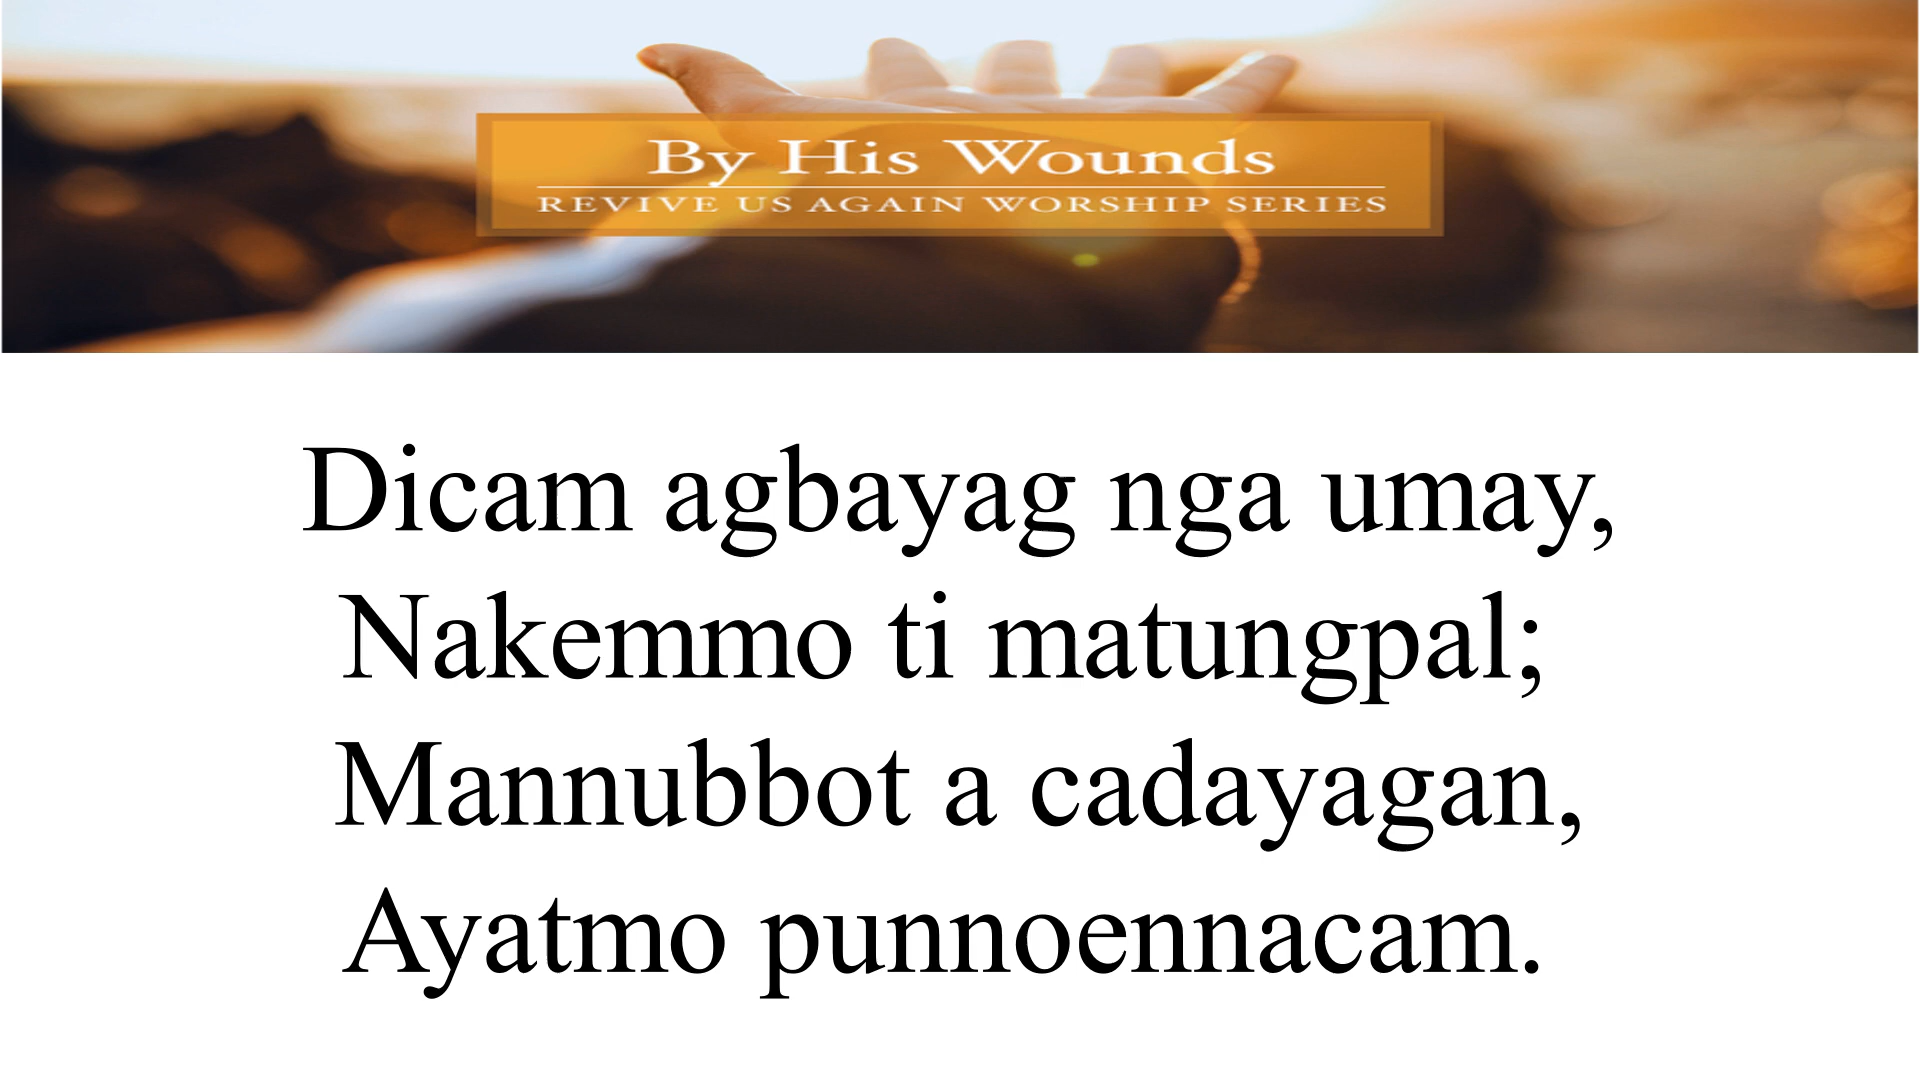 By His Wounds
REVIVE US AGAIN WORSHIP SERIES
Dicam agbayag nga umay,
Nakemmo ti matungpal;
Mannubbot a cadayagan,
Ayatmo punnoennacam.